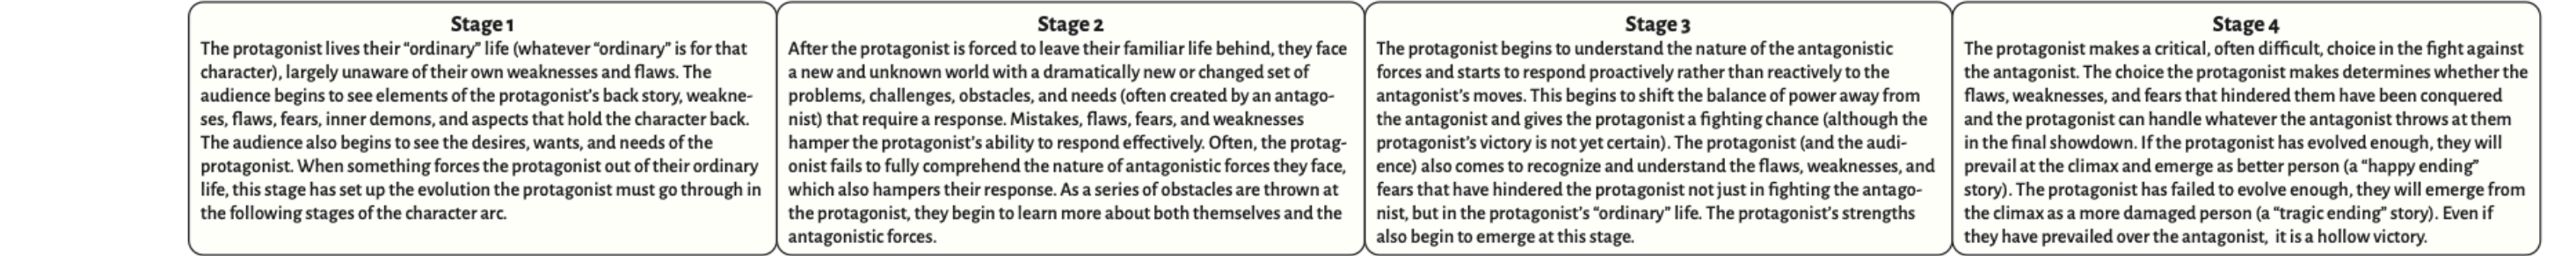 Stage 1
The protagonist lives their “ordinary” life (whatever “ordinary” is for that
character), largely unaware of their own weaknesses and flaws. The
audience begins to see elements of the protagonist’s back story, weakne-
ses, flaws, fears, inner demons, and aspects that hold the character back.
The audience also begins to see the desires, wants, and needs of the
protagonist. When something forces the protagonist out of their ordinary
life, this stage has set up the evolution the protagonist must go through in
the following stages of the character arc.
Stage 2
After the protagonist is forced to leave their familiar life behind, they face
a new and unknown world with a dramatically new or changed set of
problems, challenges, obstacles, and needs (often created by an antago-
nist) that require a response. Mistakes, flaws, fears, and weaknesses
hamper the protagonist’s ability to respond effectively. Often, the protag-
onist fails to fully comprehend the nature of antagonistic forces they face,
which also hampers their response. As a series of obstacles are thrown at
the protagonist, they begin to learn more about both themselves and the
antagonistic forces.
Stage 3
The protagonist begins to understand the nature of the antagonistic
forces and starts to respond proactively rather than reactively to the
antagonist’s moves. This begins to shift the balance of power away from
the antagonist and gives the protagonist a fighting chance (although the
protagonist’s victory is not yet certain). The protagonist (and the audi-
ence) also comes to recognize and understand the flaws, weaknesses, and
fears that have hindered the protagonist not just in fighting the antago-
nist, but in the protagonist’s “ordinary” life. The protagonist’s strengths
also begin to emerge at this stage.
Stage 4
The protagonist makes a critical, often difficult, choice in the fight against
the antagonist. The choice the protagonist makes determines whether the
flaws, weaknesses, and fears that hindered them have been conquered
and the protagonist can handle whatever the antagonist throws at them
in the final showdown. If the protagonist has evolved enough, they will
prevail at the climax and emerge as better person (a “happy ending”
story). The protagonist has failed to evolve enough, they will emerge from
the climax as a more damaged person (a “tragic ending” story). Even if
they have prevailed over the antagonist, it is a hollow victory.